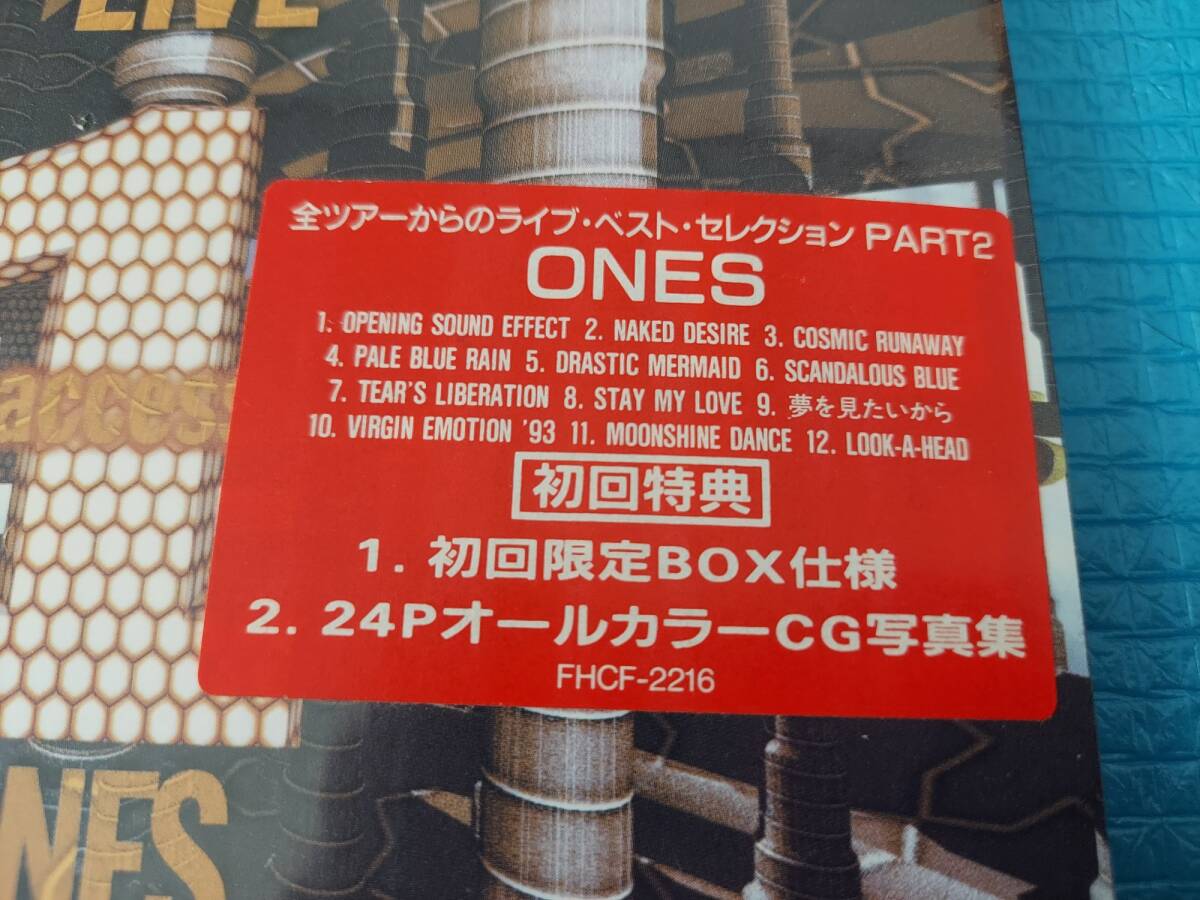 LIVE
全ツアーからのライブ・ベスト・セレクション PART2
ONES
1. OPENING SOUND EFFECT 2. NAKED DESIRE 3. COSMIC RUNAWAY
4. PALE BLUE RAIN 5. DRASTIC MERMAID 6. SCANDALOUS BLUE
7. TEAR'S LIBERATION 8. STAY MY LOVE 9. 夢を見たいから
10. VIRGIN EMOTION '93 11. MOONSHINE DANCE 12. LOOK-A-HEAD
初回特典
1. 初回限定BOX仕様
2. 24PオールカラーCG写真集
FHCF-2216
access
NES